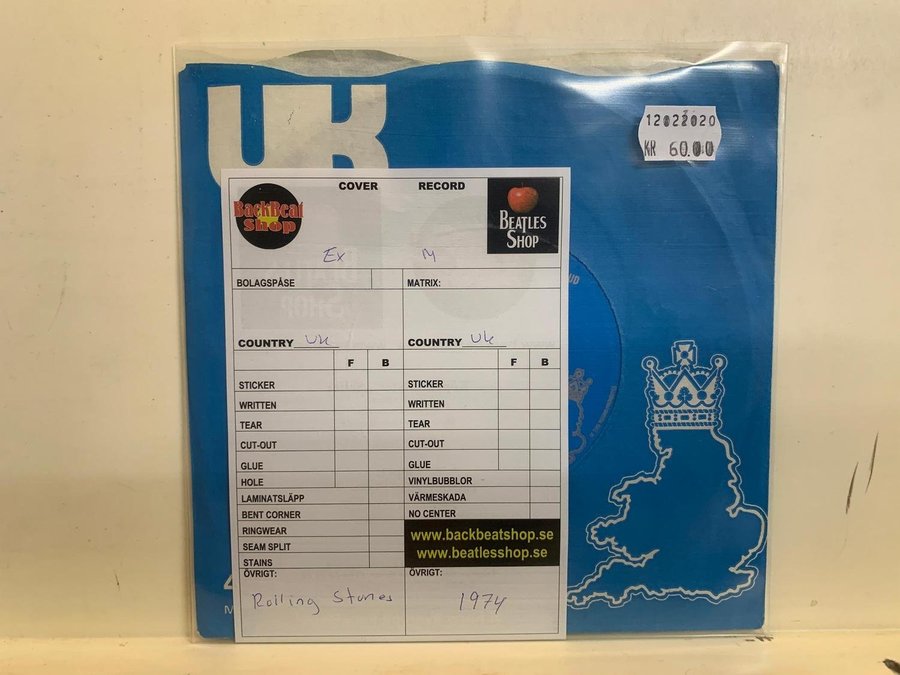 UK
12022020
KR 60.00
COVER RECORD
BackBeat Shop
BEATLES SHOP
Ex M
BOLAGSPÅSE MATRIX:
COUNTRY UK COUNTRY UK
F B F B
STICKER STICKER
WRITTEN WRITTEN
TEAR TEAR
CUT-OUT CUT-OUT
GLUE GLUE
HOLE VINYLBUBBLOR
LAMINATSLÄPP VÄRMESKADA
BENT CORNER NO CENTER
RINGWEAR
SEAM SPLIT
STAINS
www.backbeatshop.se
www.beatlesshop.se
ÖVRIGT: ÖVRIGT:
Rolling Stones 1974